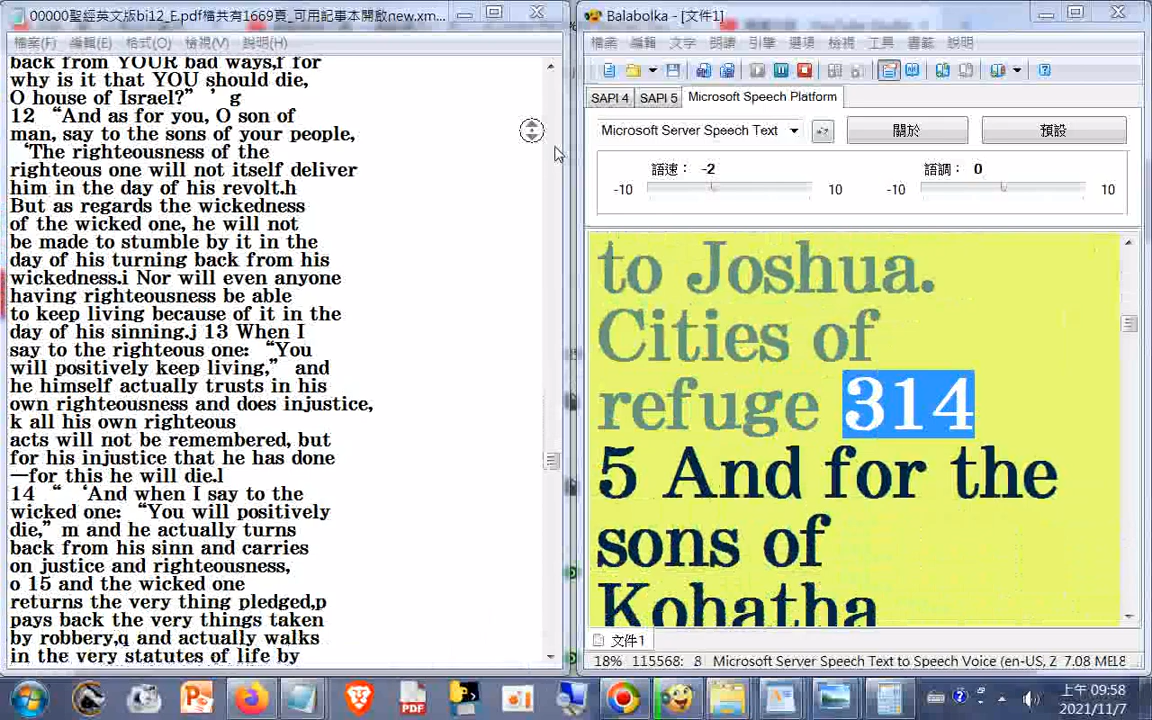 00000聖經英文版bi12_E.pdf檔共有1669頁_可用記事本開啟new.xm...
檔案(F) 編輯(E) 格式(O) 檢視(V) 說明(H)
back from YOUR bad ways,f for
why is it that YOU should die,
O house of Israel?” ’ g
12 “And as for you, O son of
man, say to the sons of your people,
‘The righteousness of the
righteous one will not itself deliver
him in the day of his revolt.h
But as regards the wickedness
of the wicked one, he will not
be made to stumble by it in the
day of his turning back from his
wickedness.i Nor will even anyone
having righteousness be able
to keep living because of it in the
day of his sinning.j 13 When I
say to the righteous one: “You
will positively keep living,” and
he himself actually trusts in his
own righteousness and does injustice,
k all his own righteous
acts will not be remembered, but
for his injustice that he has done
—for this he will die.l
14 “ ‘And when I say to the
wicked one: “You will positively
die,” m and he actually turns
back from his sinn and carries
on justice and righteousness,
o 15 and the wicked one
returns the very thing pledged,p
pays back the very things taken
by robbery,q and actually walks
in the very statutes of life by
Balabolka - [文件1]
檔案 編輯 文字 朗讀 引擎 選項 檢視 工具 書籤 說明
SAPI 4 SAPI 5 Microsoft Speech Platform
Microsoft Server Speech Text 關於 預設
語速： -2 語調： 0
-10 10 -10 10
to Joshua.
Cities of
refuge 314
5 And for the
sons of
Kohatha
文件1
18% 115568: 8 Microsoft Server Speech Text to Speech Voice (en-US, Z 7.08 MEL8
PDF
上午 09:58
2021/11/7